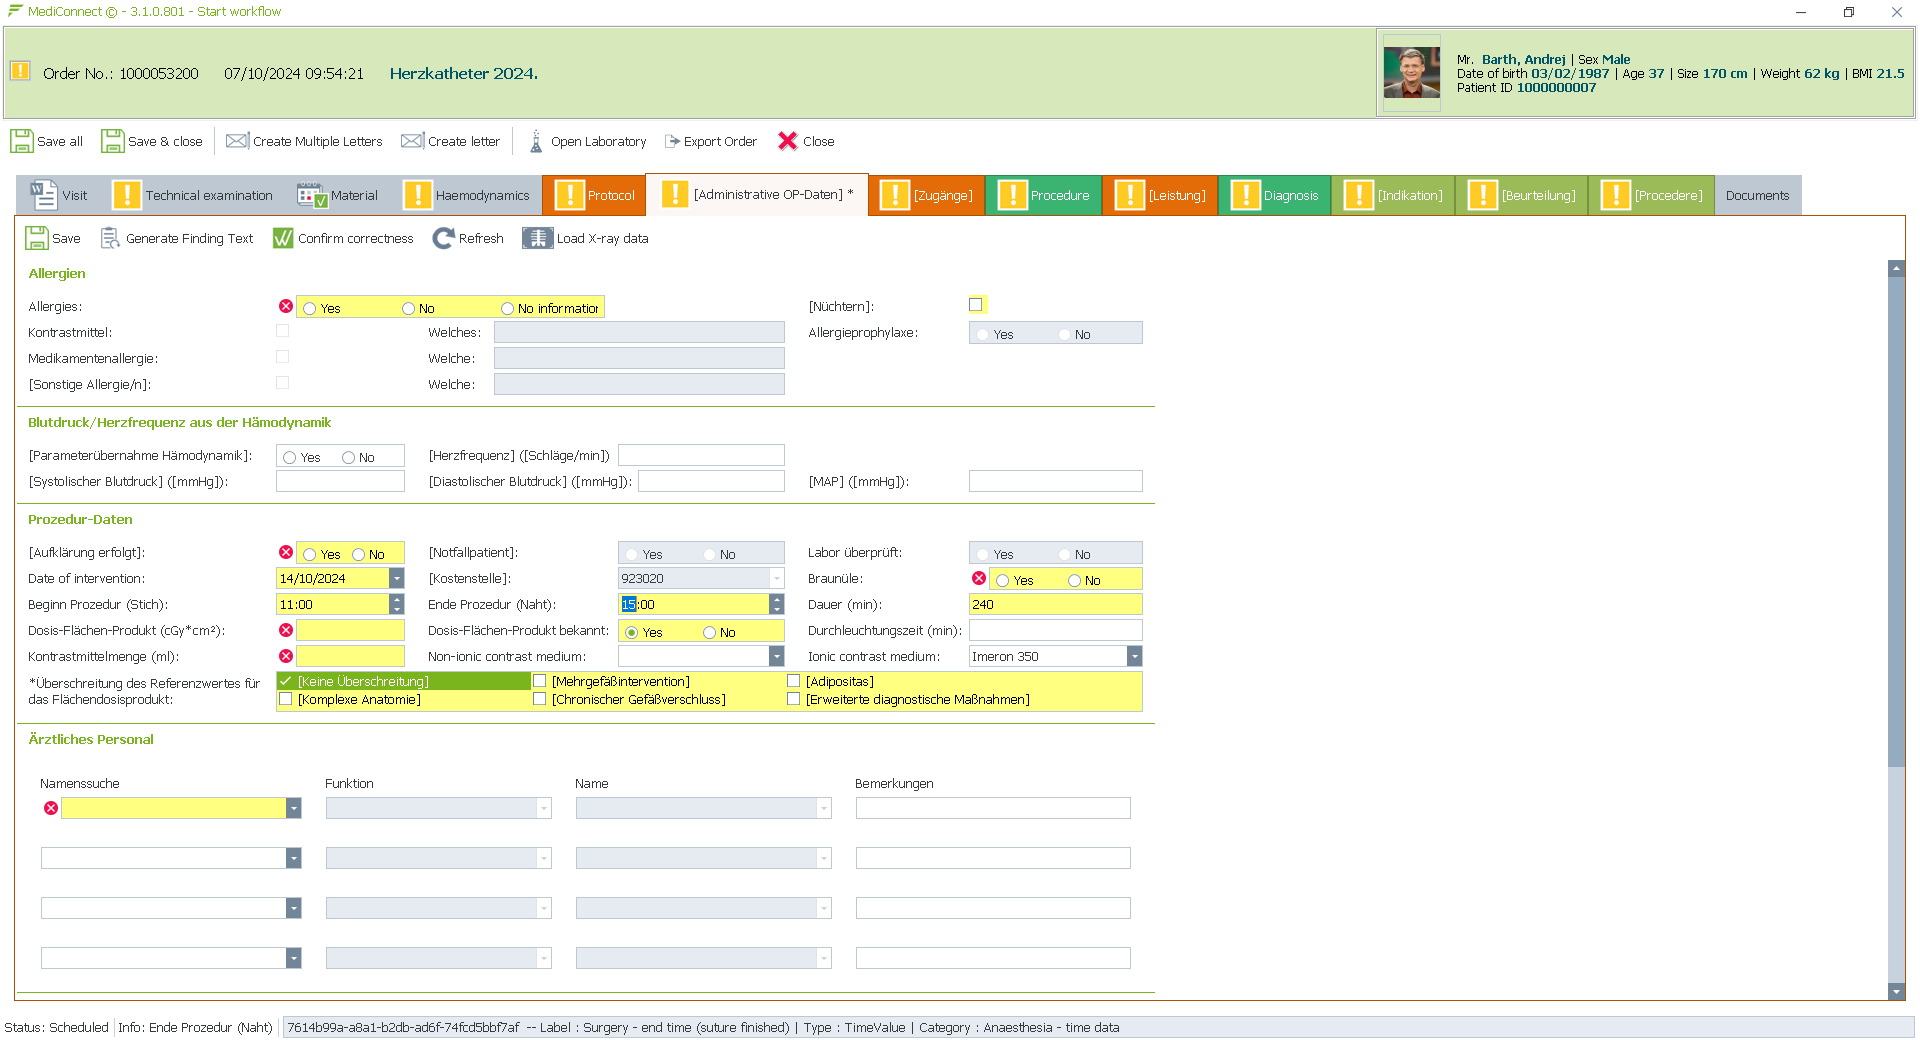 MediConnect © - 3.1.0.801 - Start workflow
Order No.: 1000053200 07/10/2024 09:54:21 Herzkatheter 2024.
Mr. Barth, Andrej | Sex Male
Date of birth 03/02/1987 | Age 37 | Size 170 cm | Weight 62 kg | BMI 21.5
Patient ID 1000000007
Save all Save & close Create Multiple Letters Create letter Open Laboratory Export Order Close
Visit Technical examination Material Haemodynamics Protocol [Administrative OP-Daten] * [Zugänge] Procedure [Leistung] Diagnosis [Indikation] [Beurteilung] [Procedere] Documents
Save Generate Finding Text Confirm correctness Refresh Load X-ray data
Allergien
Allergies: Yes No No information [Nüchtern]:
Kontrastmittel: Welches: Allergieprophylaxe: Yes No
Medikamentenallergie: Welche:
[Sonstige Allergie/n]: Welche:
Blutdruck/Herzfrequenz aus der Hämodynamik
[Parameterübernahme Hämodynamik]: Yes No [Herzfrequenz] ([Schläge/min])
[Systolischer Blutdruck] ([mmHg]): [Diastolischer Blutdruck] ([mmHg]): [MAP] ([mmHg]):
Prozedur-Daten
[Aufklärung erfolgt]: Yes No [Notfallpatient]: Yes No Labor überprüft: Yes No
Date of intervention: 14/10/2024 [Kostenstelle]: 923020 Braunüle: Yes No
Beginn Prozedur (Stich): 11:00 Ende Prozedur (Naht): 15:00 Dauer (min): 240
Dosis-Flächen-Produkt (cGy*cm²): Dosis-Flächen-Produkt bekannt: Yes No Durchleuchtungszeit (min):
Kontrastmittelmenge (ml): Non-ionic contrast medium: Ionic contrast medium: Imeron 350
*Überschreitung des Referenzwertes für das Flächendosisprodukt: [Keine Überschreitung] [Mehrgefäßintervention] [Adipositas]
[Komplexe Anatomie] [Chronischer Gefäßverschluss] [Erweiterte diagnostische Maßnahmen]
Ärztliches Personal
Namenssuche Funktion Name Bemerkungen
Status: Scheduled Info: Ende Prozedur (Naht) 7614b99a-a8a1-b2db-ad6f-74fcd5bbf7af -- Label : Surgery - end time (suture finished) | Type : TimeValue | Category : Anaesthesia - time data